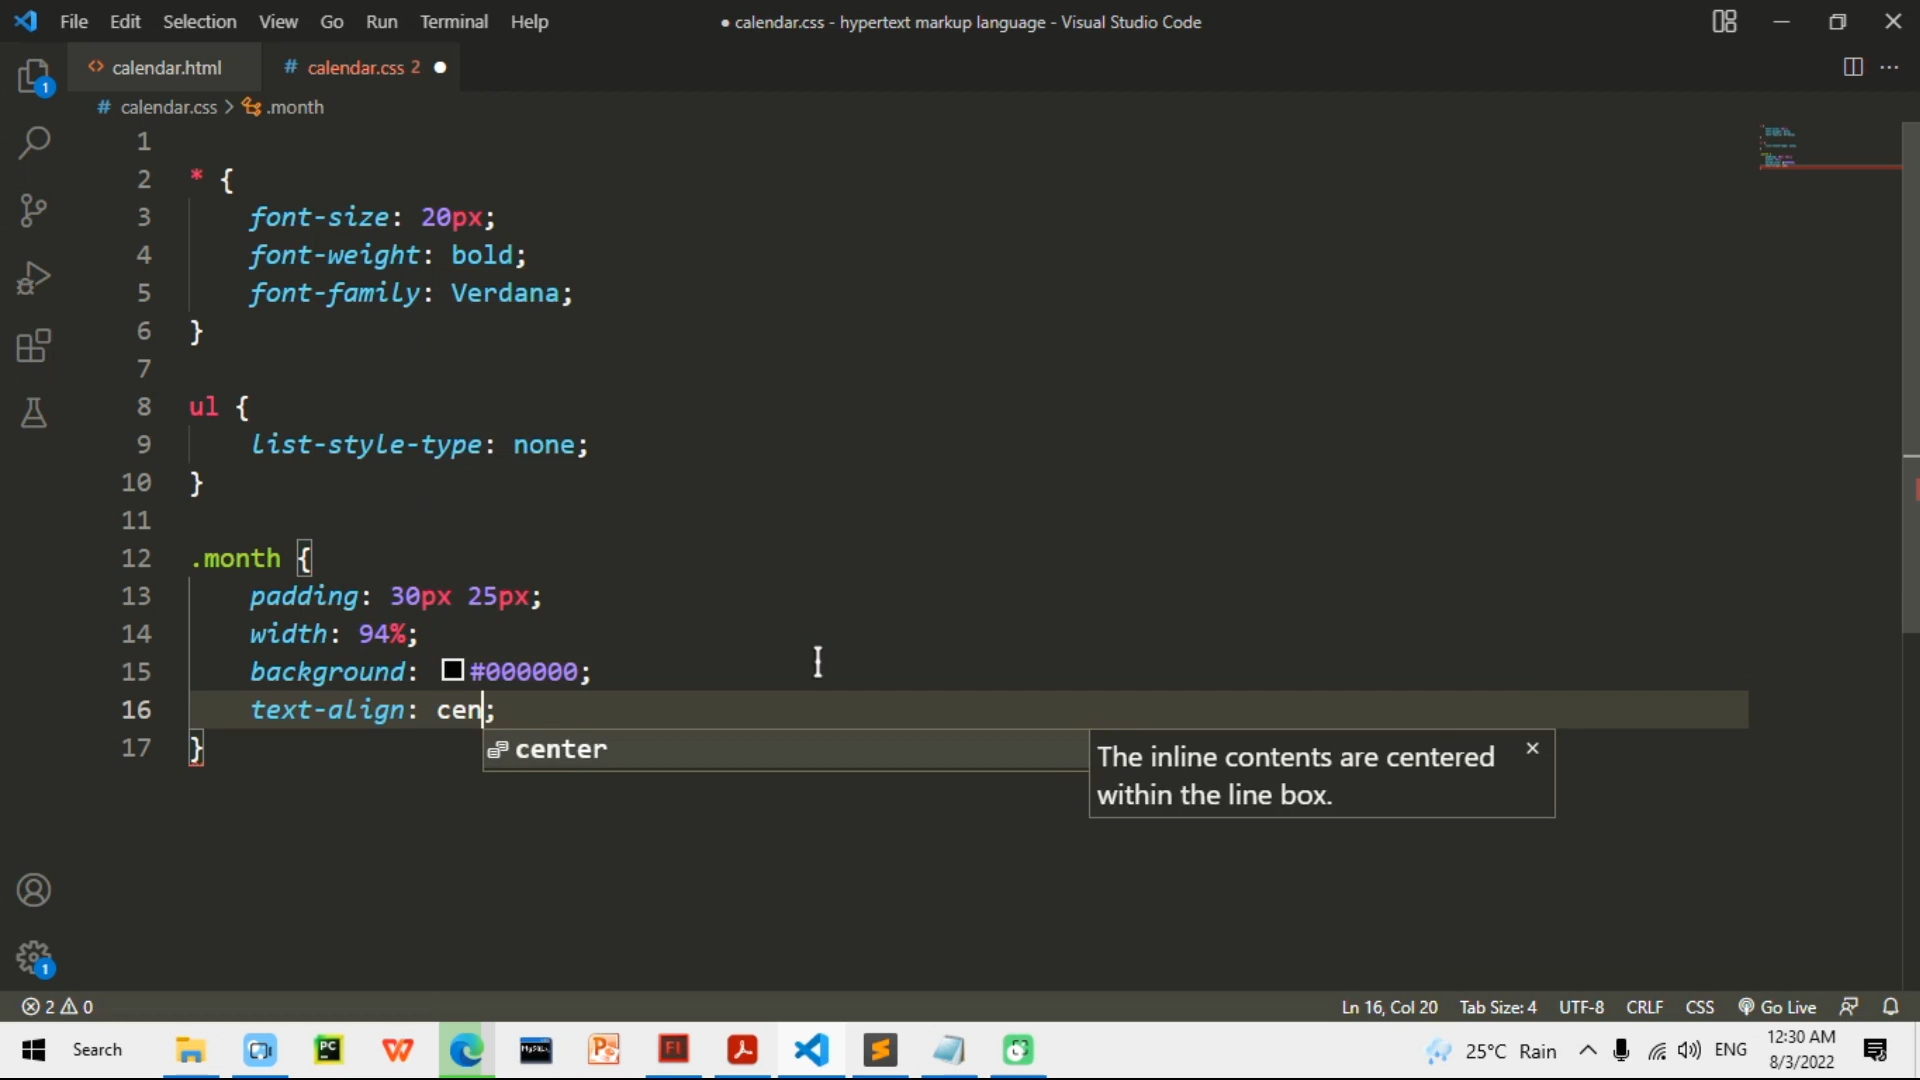 File Edit Selection View Go Run Terminal Help
● calendar.css - hypertext markup language - Visual Studio Code
<> calendar.html
# calendar.css 2 ●
1
# calendar.css > .month
1
2 * {
3 font-size: 20px;
4 font-weight: bold;
5 font-family: Verdana;
6 }
7
8 ul {
9 list-style-type: none;
10 }
11
12 .month {
13 padding: 30px 25px;
14 width: 94%;
15 background: #000000;
16 text-align: cen;
17 }
center
The inline contents are centered
within the line box.
1
2 0
Ln 16, Col 20 Tab Size: 4 UTF-8 CRLF CSS Go Live
Search
PC
W
MySQL
P
Fl
S
25°C Rain
ENG
12:30 AM
8/3/2022